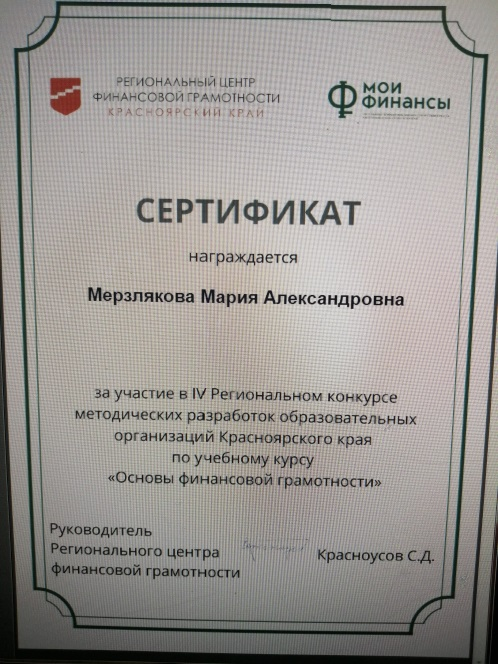 РЕГИОНАЛЬНЫЙ ЦЕНТР
ФИНАНСОВОЙ ГРАМОТНОСТИ
КРАСНОЯРСКИЙ КРАЙ
МОИ
ФИНАНСЫ
СЕРТИФИКАТ
награждается
Мерзлякова Мария Александровна
за участие в IV Региональном конкурсе
методических разработок образовательных
организаций Красноярского края
по учебному курсу
«Основы финансовой грамотности»
Руководитель
Регионального центра
финансовой грамотности
Красноусов С.Д.